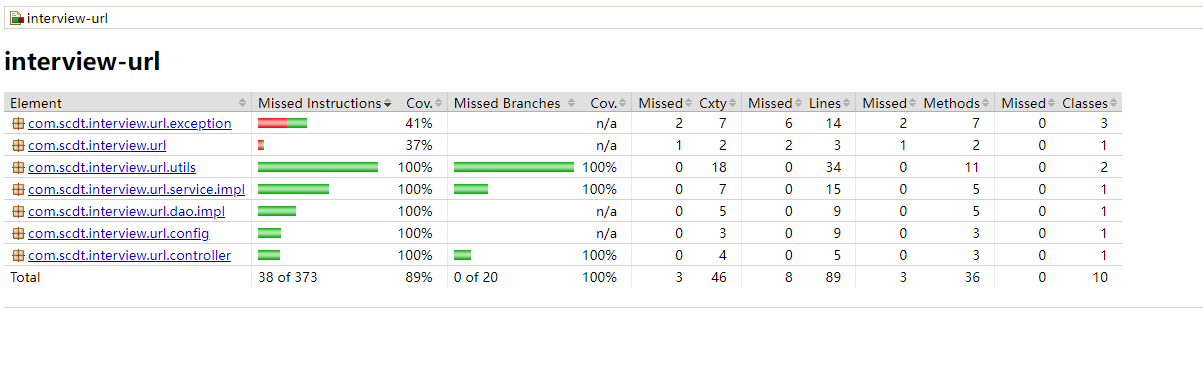 interview-url
interview-url
Element Missed Instructions Cov. Missed Branches Cov. Missed Cxty Missed Lines Missed Methods Missed Classes
com.scdt.interview.url.exception 41% n/a 2 7 6 14 2 7 0 3
com.scdt.interview.url 37% n/a 1 2 2 3 1 2 0 1
com.scdt.interview.url.utils 100% 100% 0 18 0 34 0 11 0 2
com.scdt.interview.url.service.impl 100% 100% 0 7 0 15 0 5 0 1
com.scdt.interview.url.dao.impl 100% n/a 0 5 0 9 0 5 0 1
com.scdt.interview.url.config 100% n/a 0 3 0 9 0 3 0 1
com.scdt.interview.url.controller 100% 100% 0 4 0 5 0 3 0 1
Total 38 of 373 89% 0 of 20 100% 3 46 8 89 3 36 0 10